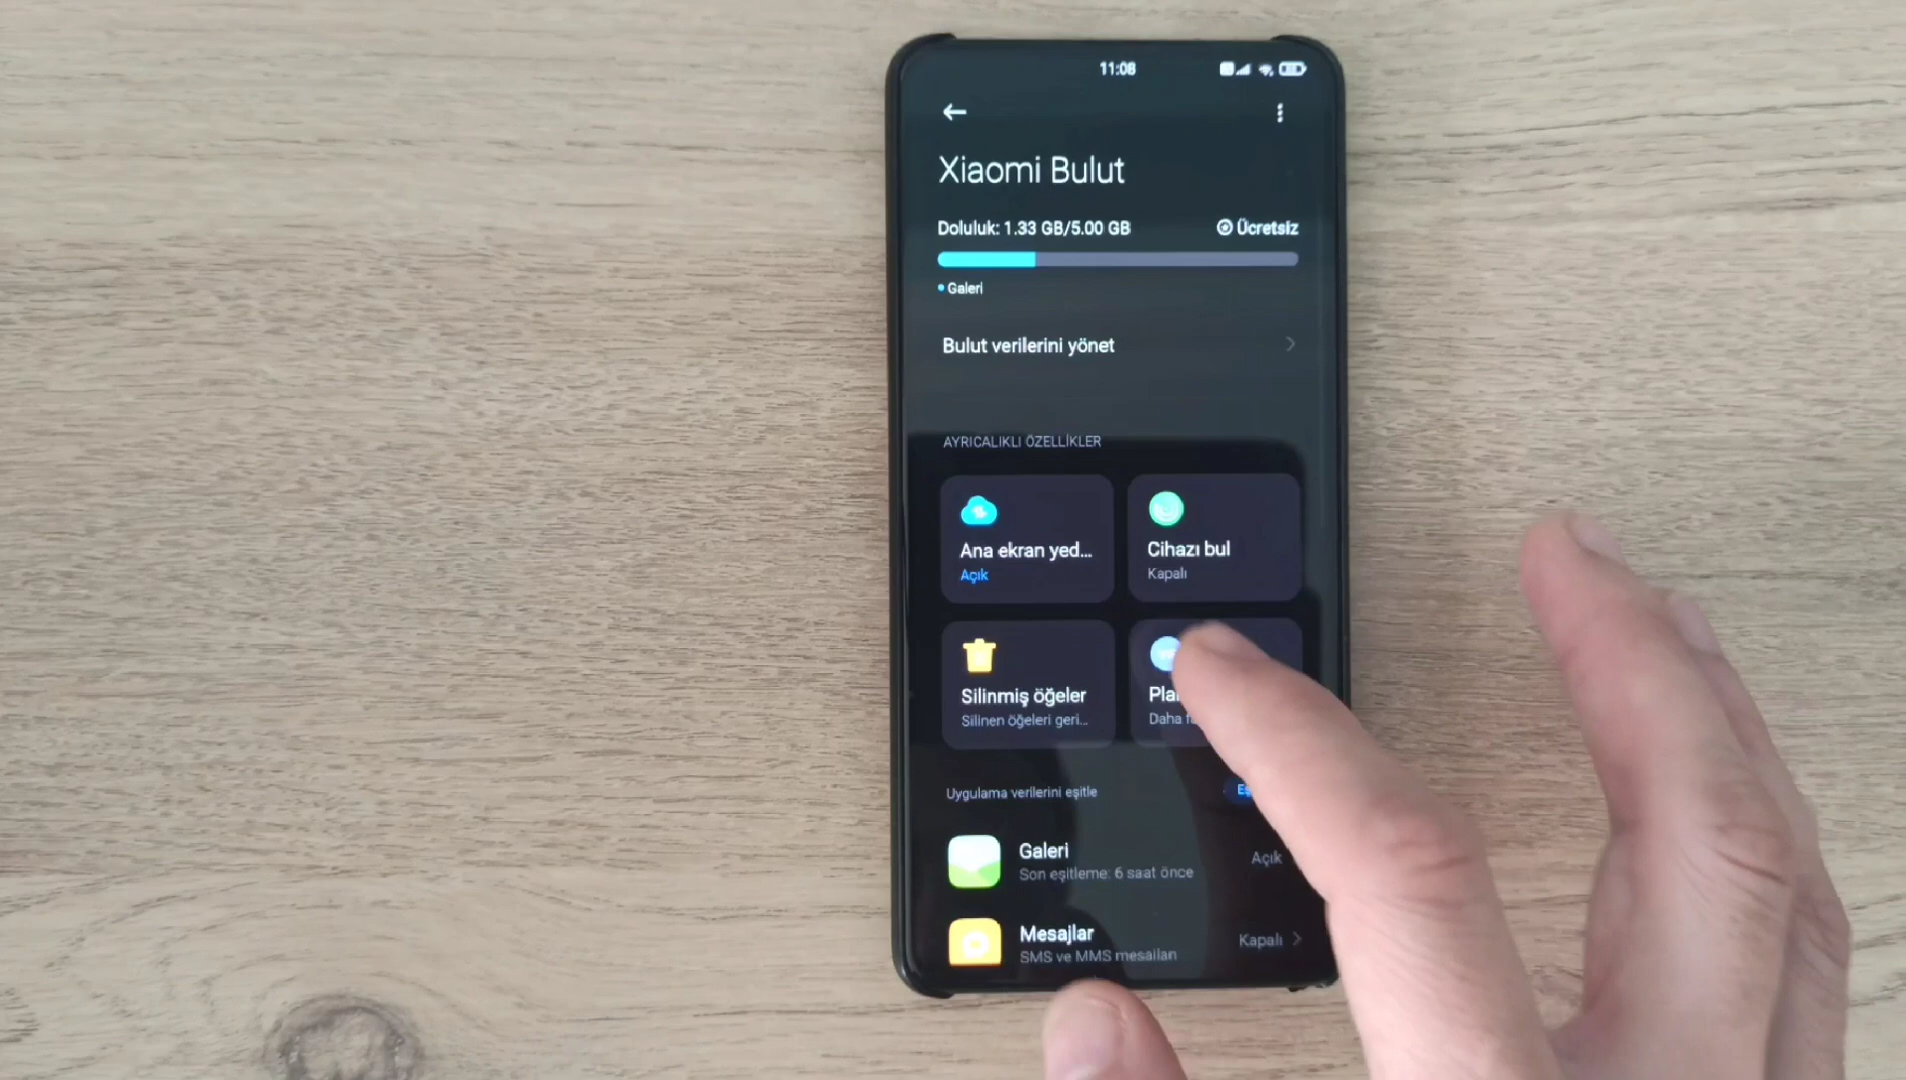 11:08
Xiaomi Bulut
Doluluk: 1.33 GB/5.00 GB
Ücretsiz
Galeri
Bulut verilerini yönet
AYRICALIKLI ÖZELLİKLER
Ana ekran yed...
Açık
Cihazı bul
Kapalı
Silinmiş öğeler
Silinen öğeleri geri...
Daha
Uygulama verilerini eşitle
Galeri
Son eşitleme: 6 saat önce
Açık
Mesajlar
SMS ve MMS mesajları
Kapalı